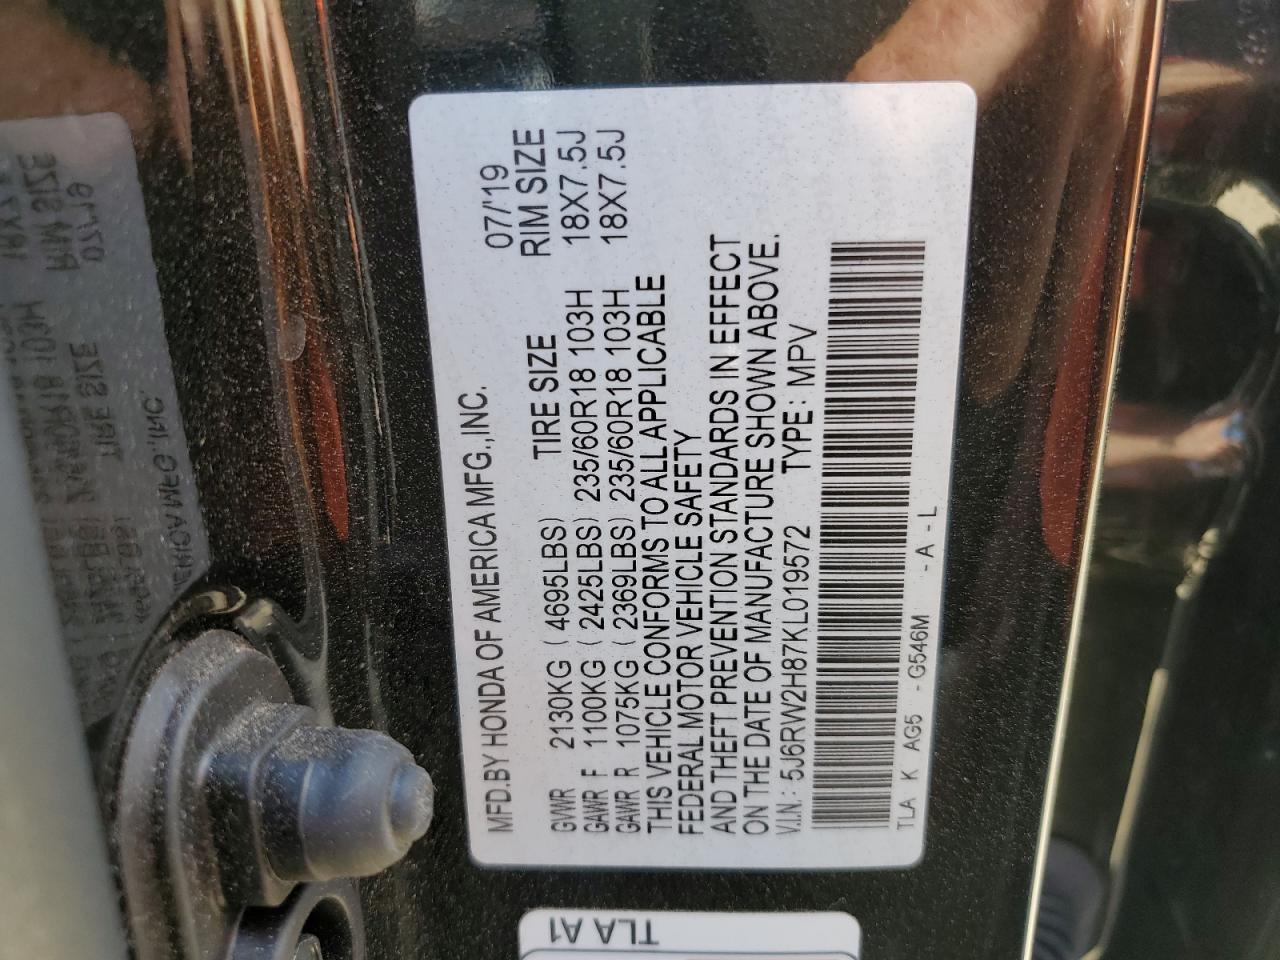 MFD.BY HONDA OF AMERICA MFG.,INC. 07/'19
TIRE SIZE RIM SIZE
GVWR 2130KG ( 4695LBS)
GAWR F 1100KG ( 2425LBS) 235/60R18 103H 18X7.5J
GAWR R 1075KG ( 2369LBS) 235/60R18 103H 18X7.5J
THIS VEHICLE CONFORMS TO ALL APPLICABLE
FEDERAL MOTOR VEHICLE SAFETY
AND THEFT PREVENTION STANDARDS IN EFFECT
ON THE DATE OF MANUFACTURE SHOWN ABOVE.
V.I.N.: 5J6RW2H87KL019572 TYPE: MPV
TLA K AG5 - G546M - A - L
TLA A1